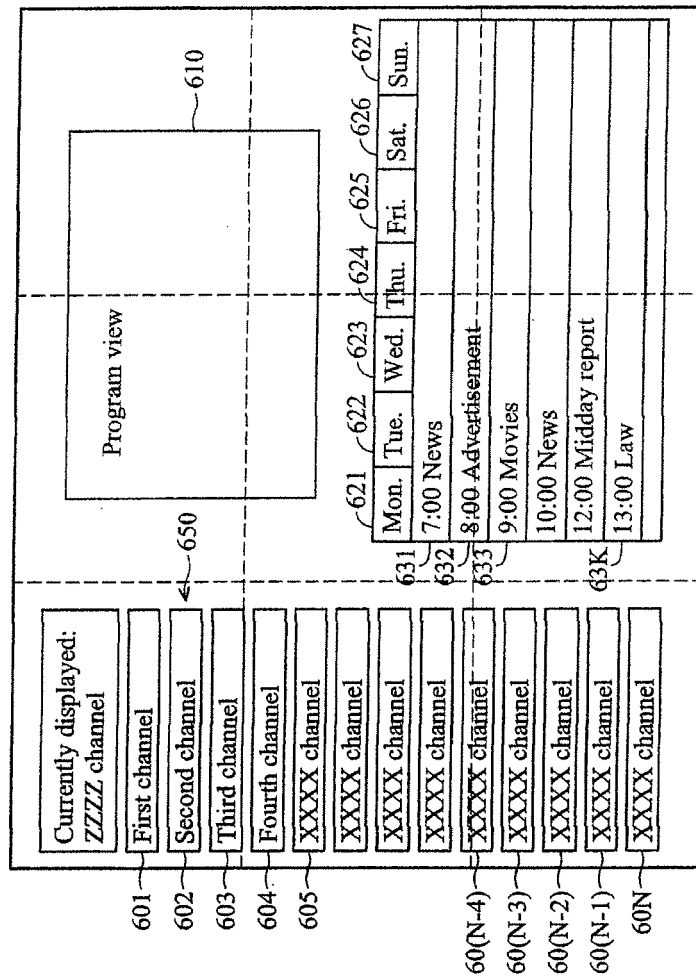 Currently displayed:
ZZZZ channel
650
601
First channel
602
Second channel
603
Third channel
604
Fourth channel
605
XXXX channel
XXXX channel
XXXX channel
XXXX channel
60(N-4)
XXXX channel
60(N-3)
XXXX channel
60(N-2)
XXXX channel
60(N-1)
XXXX channel
60N
XXXX channel
Program view
610
621 622 623 624 625 626 627
Mon. Tue. Wed. Thu. Fri. Sat. Sun.
631
7:00 News
632
8:00 Advertisement
633
9:00 Movies
10:00 News
12:00 Midday report
63K
13:00 Law